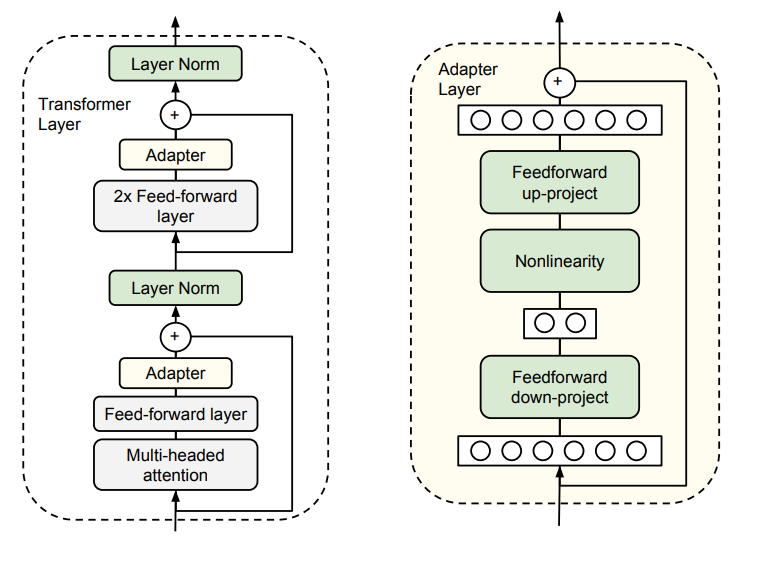 Layer Norm
Transformer
Layer
+
Adapter
2x Feed-forward
layer
Layer Norm
+
Adapter
Feed-forward layer
Multi-headed
attention
Adapter
Layer
+
Feedforward
up-project
Nonlinearity
Feedforward
down-project